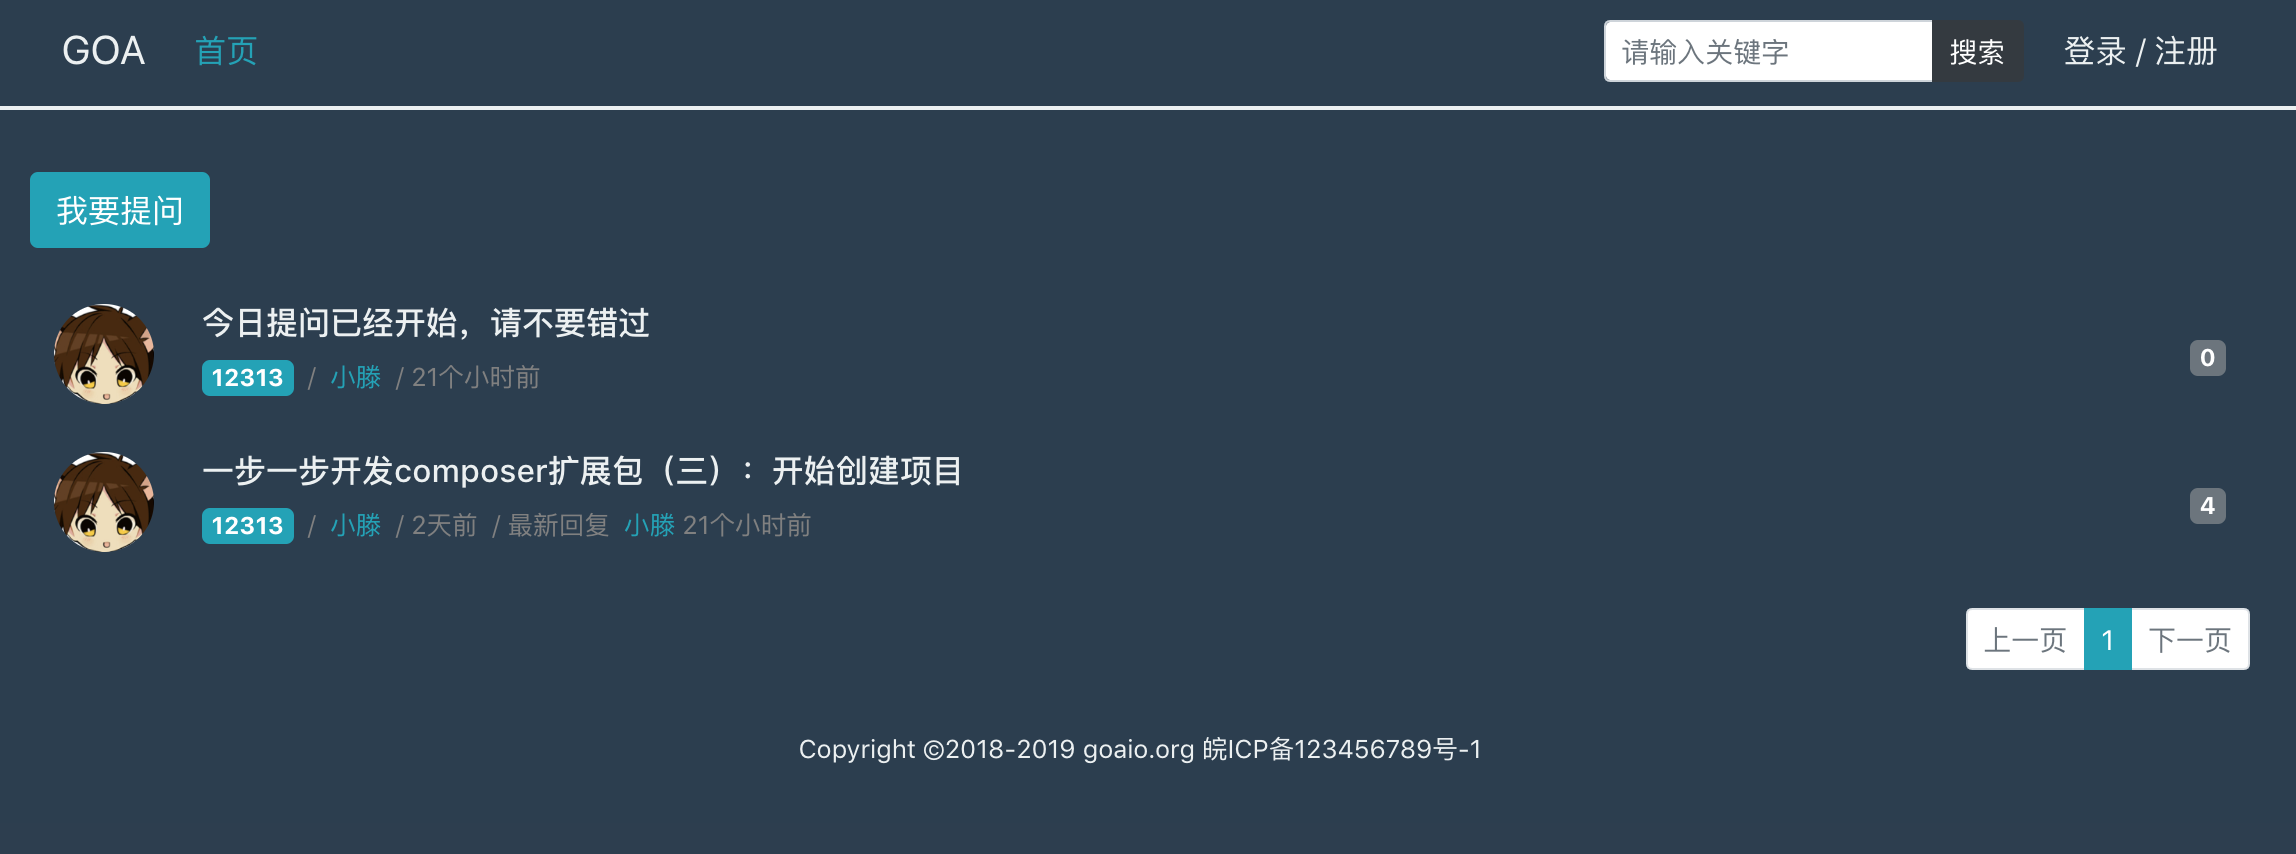 GOA 首页 请输入关键字 搜索 登录 / 注册
我要提问
今日提问已经开始，请不要错过
12313 / 小滕 / 21个小时前
0
一步一步开发composer扩展包（三）：开始创建项目
12313 / 小滕 / 2天前 / 最新回复 小滕 21个小时前
4
上一页 1 下一页
Copyright ©2018-2019 goaio.org 皖ICP备123456789号-1